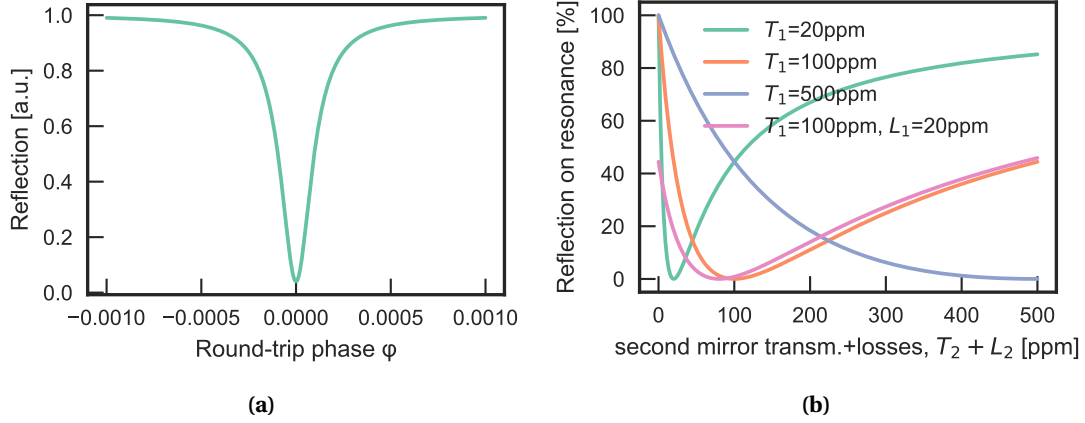 Reflection [a.u.]
1.0
0.8
0.6
0.4
0.2
0.0
−0.0010 −0.0005 0.0000 0.0005 0.0010
Round-trip phase φ
(a)
Reflection on resonance [%]
100
80
60
40
20
0
T₁=20ppm
T₁=100ppm
T₁=500ppm
T₁=100ppm, L₁=20ppm
0 100 200 300 400 500
second mirror transm.+losses, T₂ + L₂ [ppm]
(b)